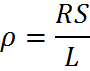 ρ = RS / L